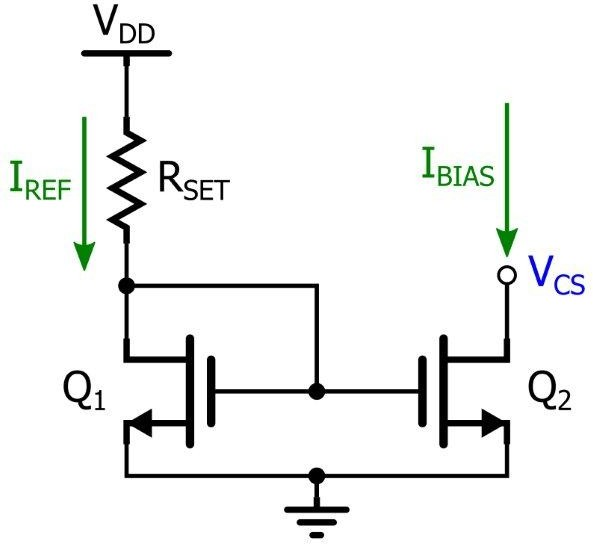 VDD
IREF
RSET
IBIAS
VCS
Q1
Q2